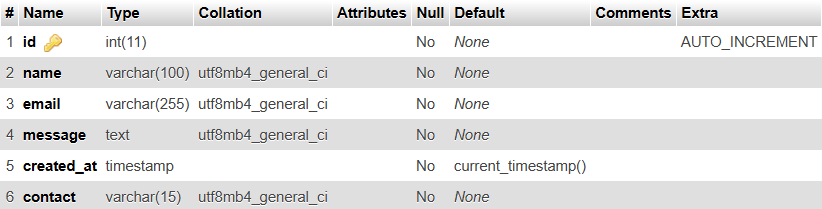 # Name Type Collation Attributes Null Default Comments Extra
1 id int(11) No None AUTO_INCREMENT
2 name varchar(100) utf8mb4_general_ci No None
3 email varchar(255) utf8mb4_general_ci No None
4 message text utf8mb4_general_ci No None
5 created_at timestamp No current_timestamp()
6 contact varchar(15) utf8mb4_general_ci No None